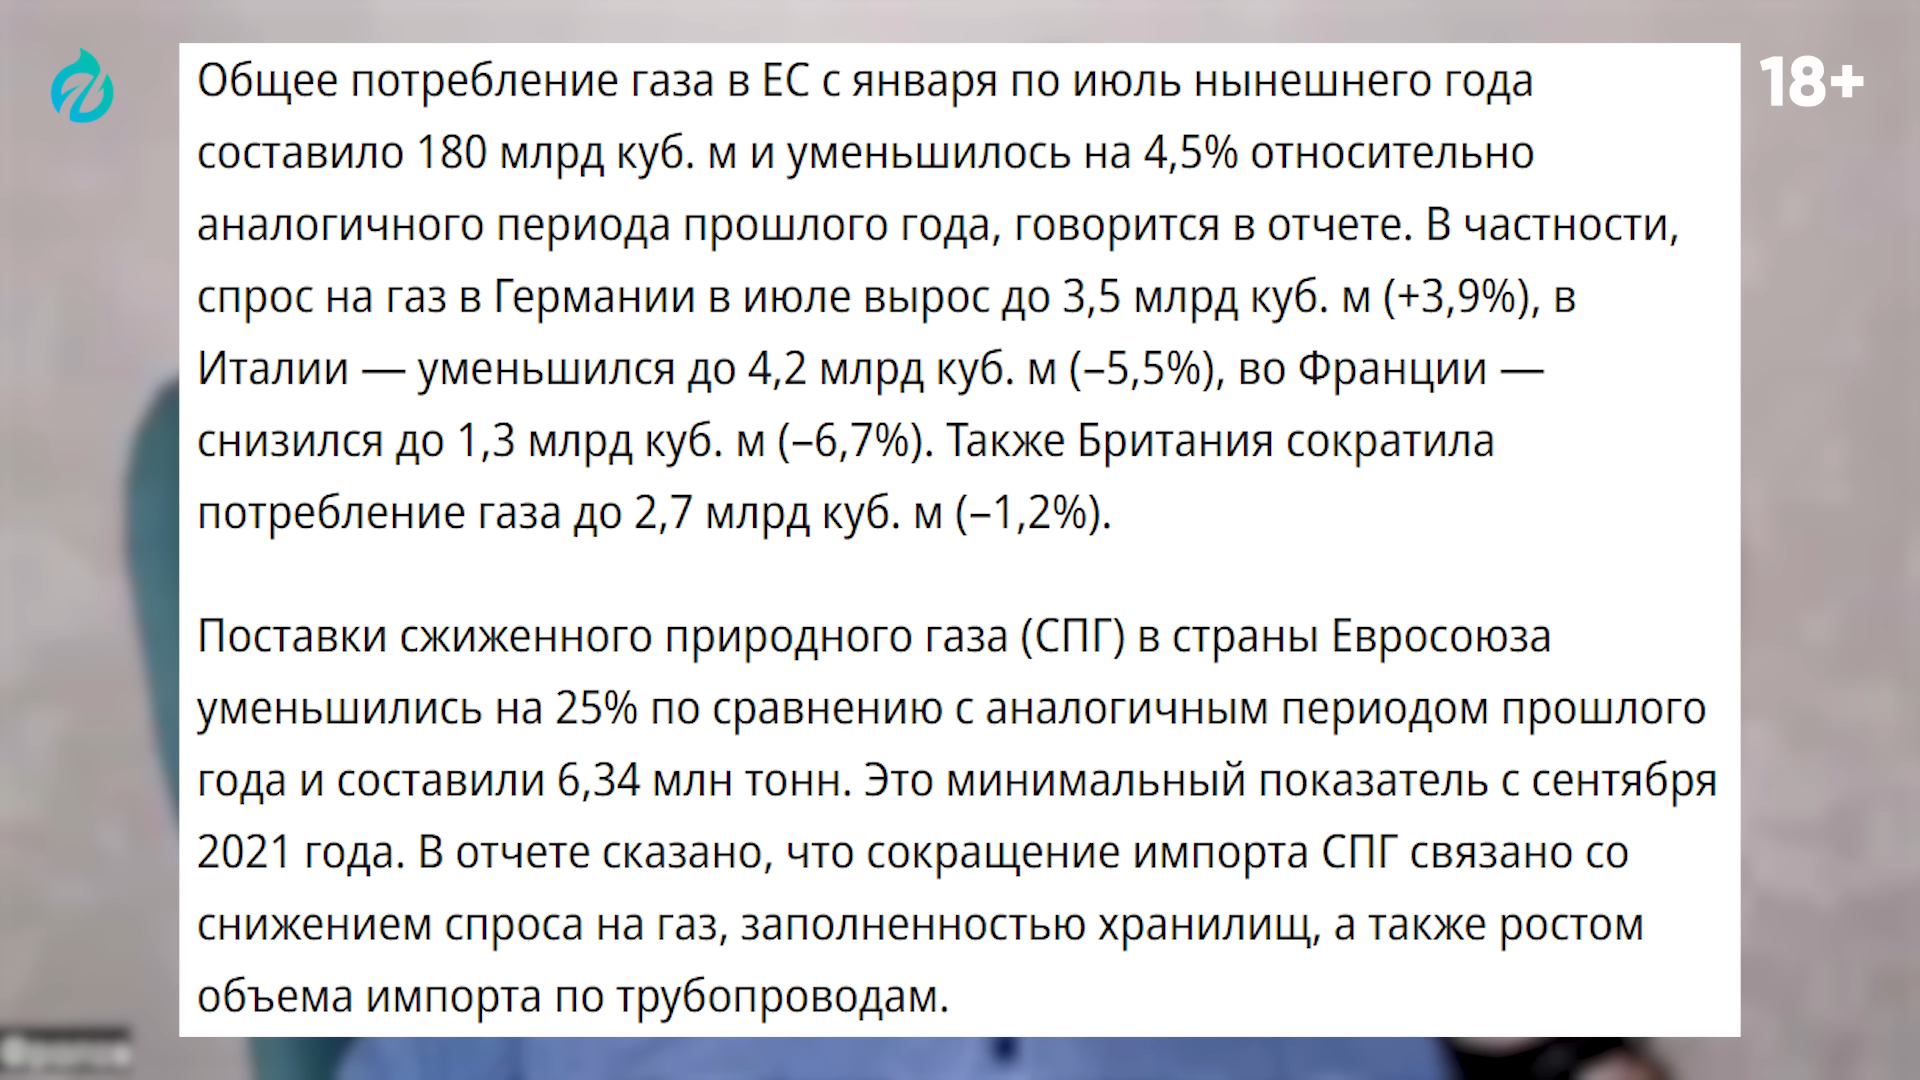 Общее потребление газа в ЕС с января по июль нынешнего года
составило 180 млрд куб. м и уменьшилось на 4,5% относительно
аналогичного периода прошлого года, говорится в отчете. В частности,
спрос на газ в Германии в июле вырос до 3,5 млрд куб. м (+3,9%), в
Италии — уменьшился до 4,2 млрд куб. м (–5,5%), во Франции —
снизился до 1,3 млрд куб. м (–6,7%). Также Британия сократила
потребление газа до 2,7 млрд куб. м (–1,2%).
Поставки сжиженного природного газа (СПГ) в страны Евросоюза
уменьшились на 25% по сравнению с аналогичным периодом прошлого
года и составили 6,34 млн тонн. Это минимальный показатель с сентября
2021 года. В отчете сказано, что сокращение импорта СПГ связано со
снижением спроса на газ, заполненностью хранилищ, а также ростом
объема импорта по трубопроводам.
18+